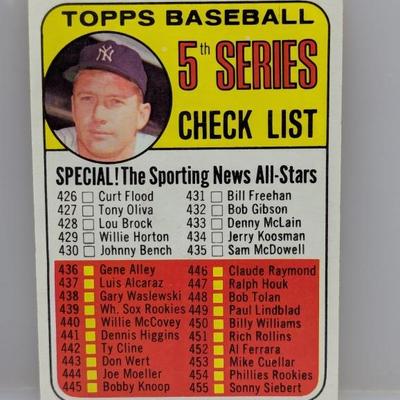 TOPPS BASEBALL
5th SERIES
CHECK LIST
NY
SPECIAL! The Sporting News All-Stars
426 Curt Flood
427 Tony Oliva
428 Lou Brock
429 Willie Horton
430 Johnny Bench
431 Bill Freehan
432 Bob Gibson
433 Denny McLain
434 Jerry Koosman
435 Sam McDowell
436 Gene Alley
437 Luis Alcaraz
438 Gary Waslewski
439 Wh. Sox Rookies
440 Willie McCovey
441 Dennis Higgins
442 Ty Cline
443 Don Wert
444 Joe Moeller
445 Bobby Knoop
446 Claude Raymond
447 Ralph Houk
448 Bob Tolan
449 Paul Lindblad
450 Billy Williams
451 Rich Rollins
452 Al Ferrara
453 Mike Cuellar
454 Phillies Rookies
455 Sonny Siebert